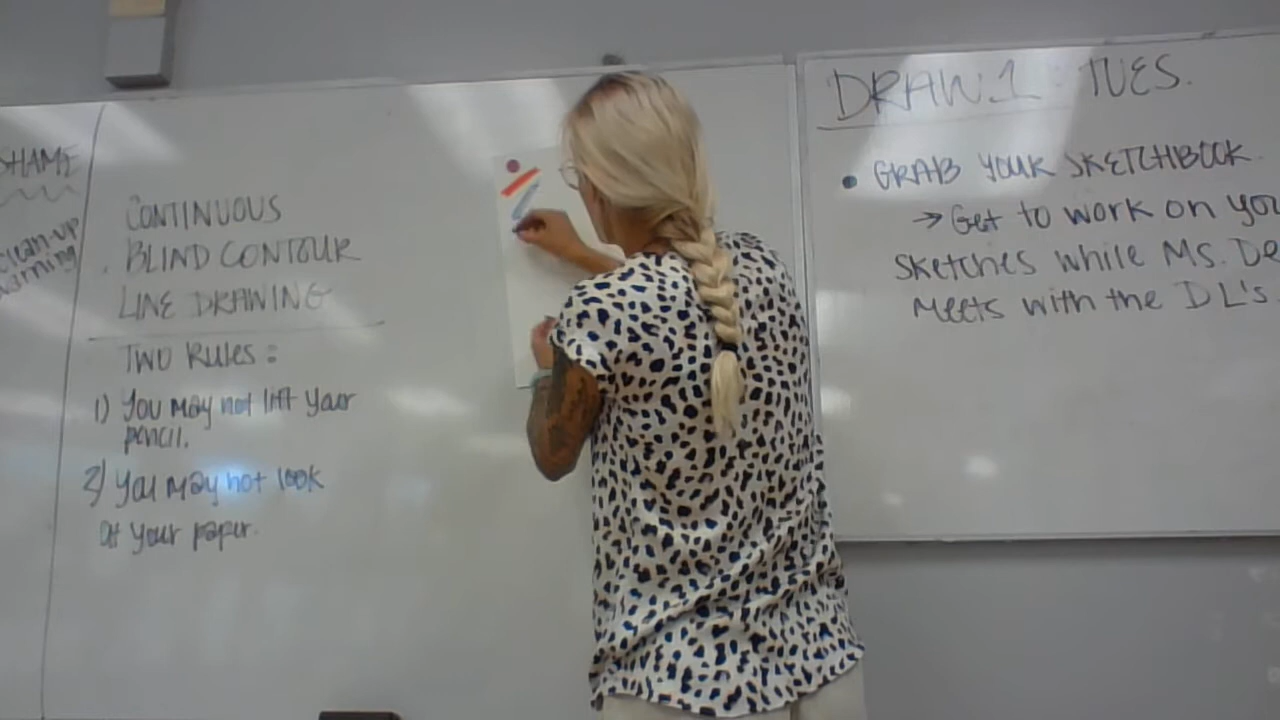 SHAME
clean-up
warning
CONTINUOUS
BLIND CONTOUR
LINE DRAWING
TWO RULES:
1) You may not lift your
pencil.
2) You may not look
at your paper.
DRAW 1: TUES.
• GRAB YOUR SKETCHBOOK.
→ Get to work on you
sketches while Ms. De
meets with the DL's.